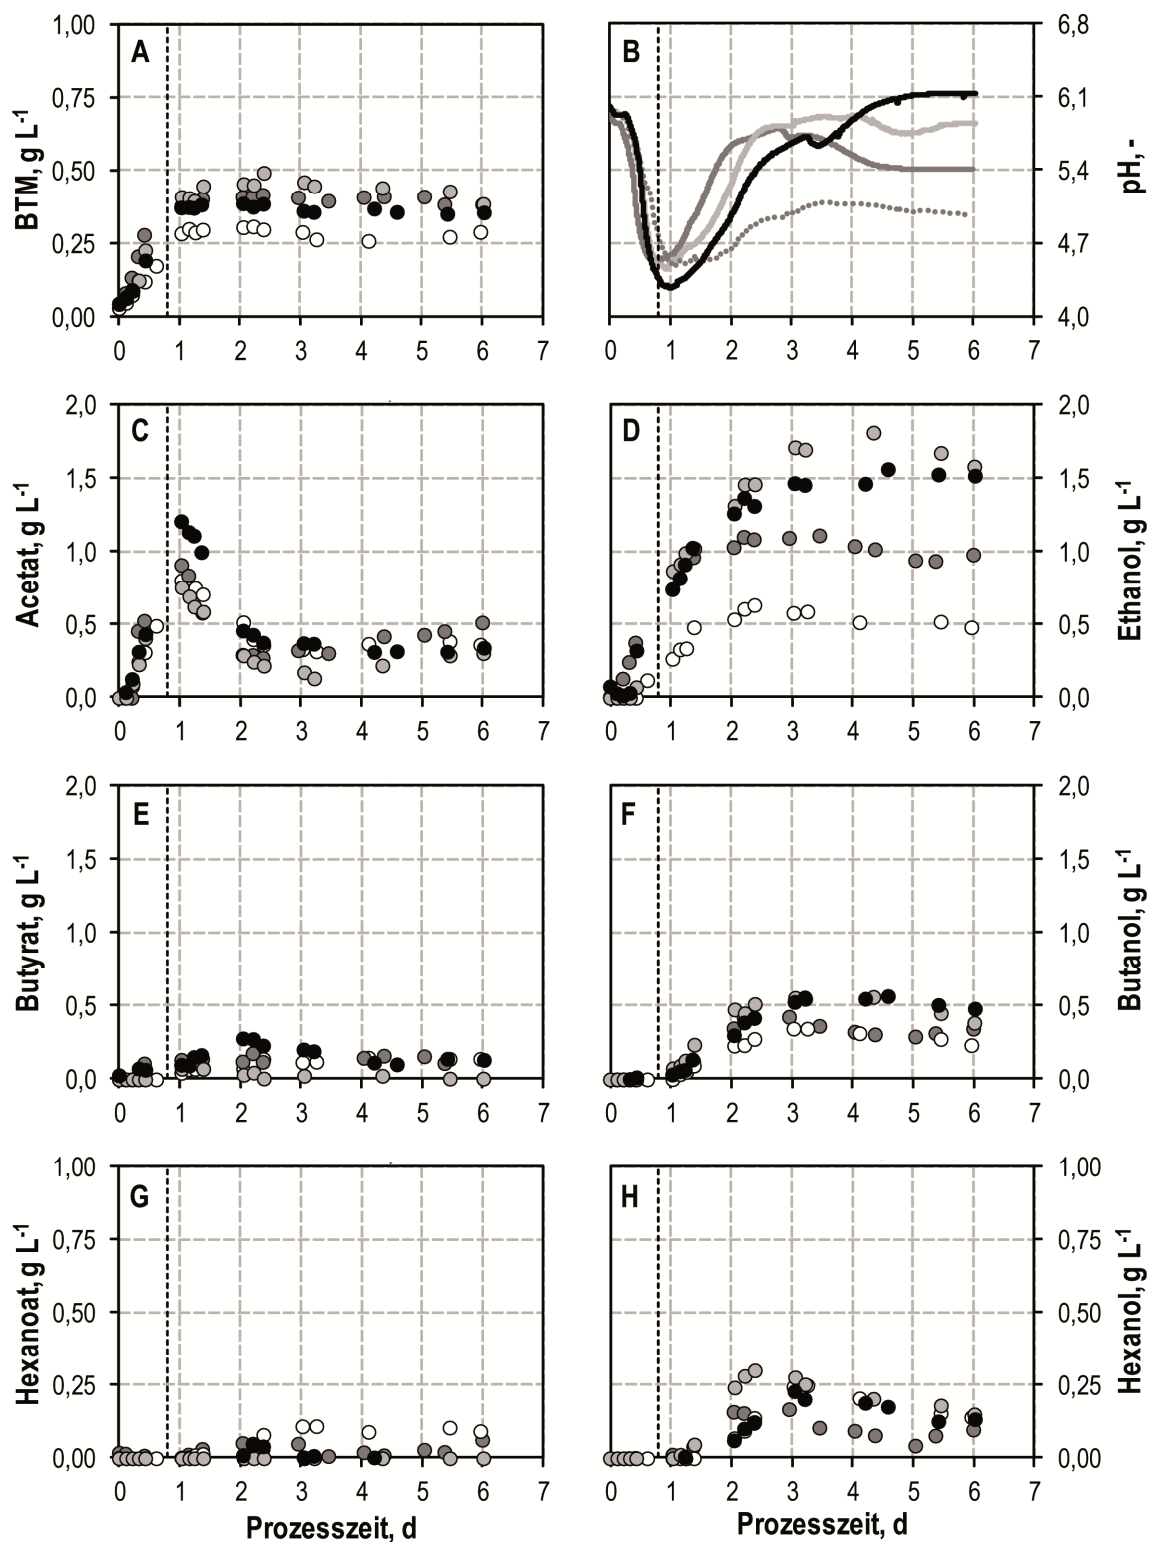 1,00
0,75
0,50
0,25
0,00
BTM, g L-1
A
0 1 2 3 4 5 6 7
B
6,8
6,1
5,4
4,7
4,0
pH, -
0 1 2 3 4 5 6 7
2,0
1,5
1,0
0,5
0,0
Acetat, g L-1
C
0 1 2 3 4 5 6 7
D
2,0
1,5
1,0
0,5
0,0
Ethanol, g L-1
0 1 2 3 4 5 6 7
2,0
1,5
1,0
0,5
0,0
Butyrat, g L-1
E
0 1 2 3 4 5 6 7
F
2,0
1,5
1,0
0,5
0,0
Butanol, g L-1
0 1 2 3 4 5 6 7
1,00
0,75
0,50
0,25
0,00
Hexanoat, g L-1
G
0 1 2 3 4 5 6 7
Prozesszeit, d
H
1,00
0,75
0,50
0,25
0,00
Hexanol, g L-1
0 1 2 3 4 5 6 7
Prozesszeit, d